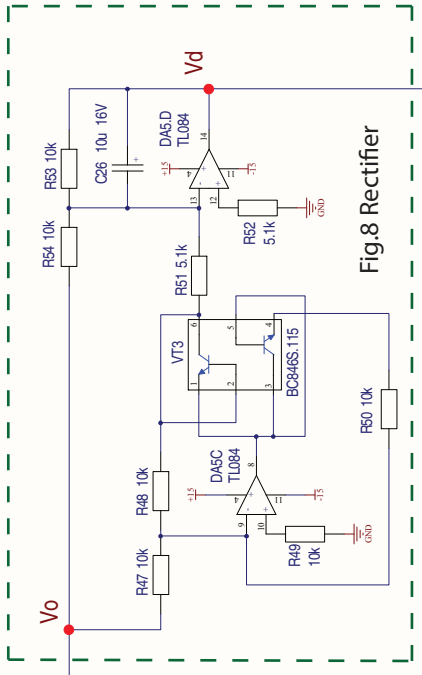 Vo
Vd
R54 10k
R53 10k
C26 10u 16V
+
DA5.D
TL084
+15
4
13
-
12
+
14
11
-15
R52
5.1k
GND
R51 5.1k
R47 10k
R48 10k
VT3
1
2
3
6
5
4
BC846S.115
DA5C
TL084
+15
4
9
-
10
+
8
11
-15
R49
10k
GND
R50 10k
Fig.8 Rectifier